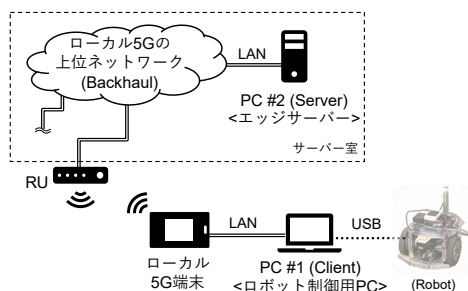 ローカル5Gの
上位ネットワーク
(Backhaul)
LAN
PC #2 (Server)
<エッジサーバー>
サーバー室
RU
LAN
USB
ローカル
5G端末
PC #1 (Client)
<ロボット制御用PC>
(Robot)